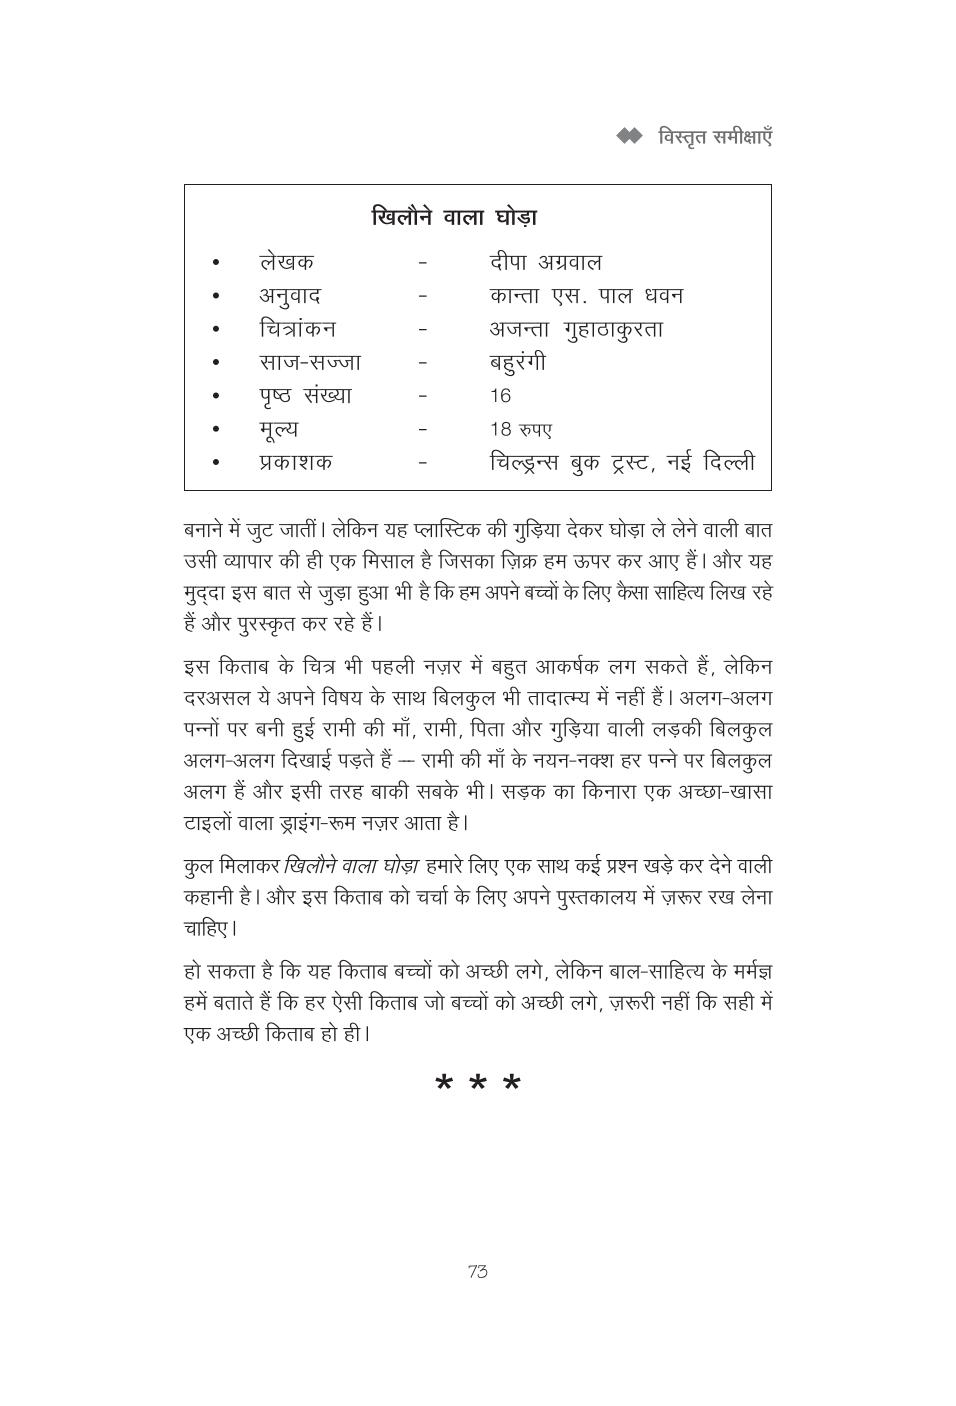 विस्तृत समीक्षाएँ
खिलौने वाला घोड़ा
• लेखक - दीपा अग्रवाल
• अनुवाद - कान्ता एस. पाल धवन
• चित्रांकन - अजन्ता गुहाठाकुरता
• साज-सज्जा - बहुरंगी
• पृष्ठ संख्या - 16
• मूल्य - 18 रुपए
• प्रकाशक - चिल्ड्रन्स बुक ट्रस्ट, नई दिल्ली
बनाने में जुट जातीं। लेकिन यह प्लास्टिक की गुड़िया देकर घोड़ा ले लेने वाली बात
उसी व्यापार की ही एक मिसाल है जिसका ज़िक्र हम ऊपर कर आए हैं। और यह
मुद्‌दा इस बात से जुड़ा हुआ भी है कि हम अपने बच्चों के लिए कैसा साहित्य लिख रहे
हैं और पुरस्कृत कर रहे हैं।
इस किताब के चित्र भी पहली नज़र में बहुत आकर्षक लग सकते हैं, लेकिन
दरअसल ये अपने विषय के साथ बिलकुल भी तादात्म्य में नहीं हैं। अलग-अलग
पन्नों पर बनी हुई रामी की माँ, रामी, पिता और गुड़िया वाली लड़की बिलकुल
अलग-अलग दिखाई पड़ते हैं — रामी की माँ के नयन-नक्श हर पन्ने पर बिलकुल
अलग हैं और इसी तरह बाकी सबके भी। सड़क का किनारा एक अच्छा-खासा
टाइलों वाला ड्राइंग-रूम नज़र आता है।
कुल मिलाकर खिलौने वाला घोड़ा हमारे लिए एक साथ कई प्रश्न खड़े कर देने वाली
कहानी है। और इस किताब को चर्चा के लिए अपने पुस्तकालय में ज़रूर रख लेना
चाहिए।
हो सकता है कि यह किताब बच्चों को अच्छी लगे, लेकिन बाल-साहित्य के मर्मज्ञ
हमें बताते हैं कि हर ऐसी किताब जो बच्चों को अच्छी लगे, ज़रूरी नहीं कि सही में
एक अच्छी किताब हो ही।
* * *
73